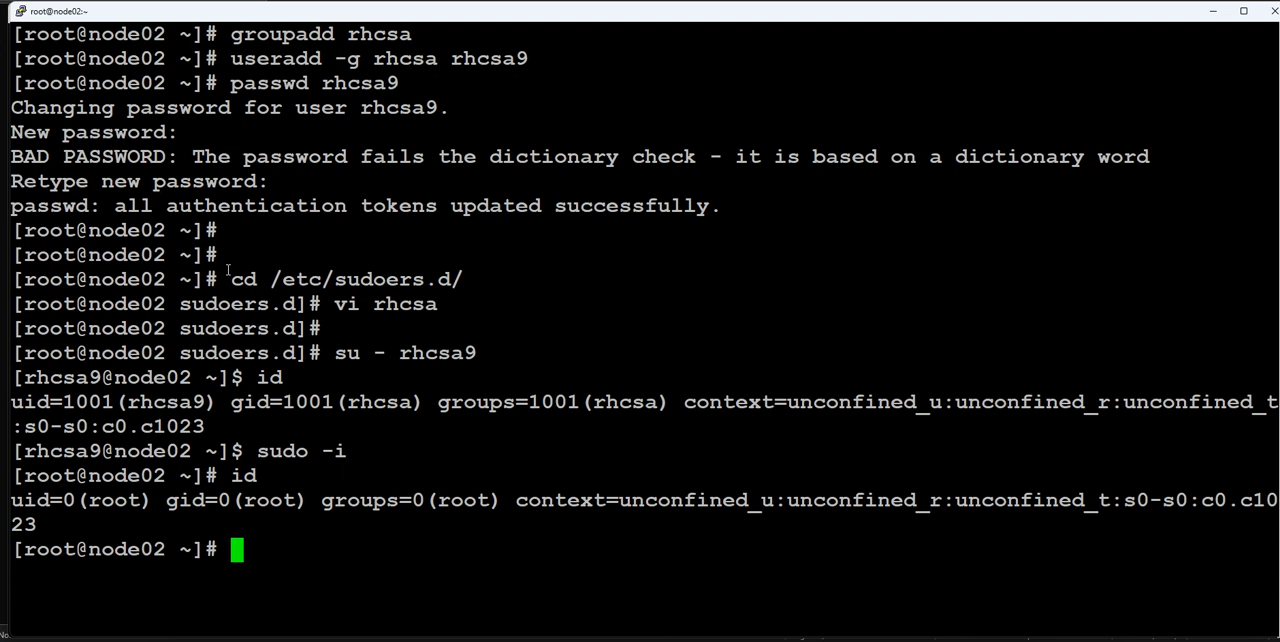 root@node02:~
[root@node02 ~]# groupadd rhcsa
[root@node02 ~]# useradd -g rhcsa rhcsa9
[root@node02 ~]# passwd rhcsa9
Changing password for user rhcsa9.
New password:
BAD PASSWORD: The password fails the dictionary check - it is based on a dictionary word
Retype new password:
passwd: all authentication tokens updated successfully.
[root@node02 ~]#
[root@node02 ~]#
[root@node02 ~]# cd /etc/sudoers.d/
[root@node02 sudoers.d]# vi rhcsa
[root@node02 sudoers.d]#
[root@node02 sudoers.d]# su - rhcsa9
[rhcsa9@node02 ~]$ id
uid=1001(rhcsa9) gid=1001(rhcsa) groups=1001(rhcsa) context=unconfined_u:unconfined_r:unconfined_t
:s0-s0:c0.c1023
[rhcsa9@node02 ~]$ sudo -i
[root@node02 ~]# id
uid=0(root) gid=0(root) groups=0(root) context=unconfined_u:unconfined_r:unconfined_t:s0-s0:c0.c10
23
[root@node02 ~]#